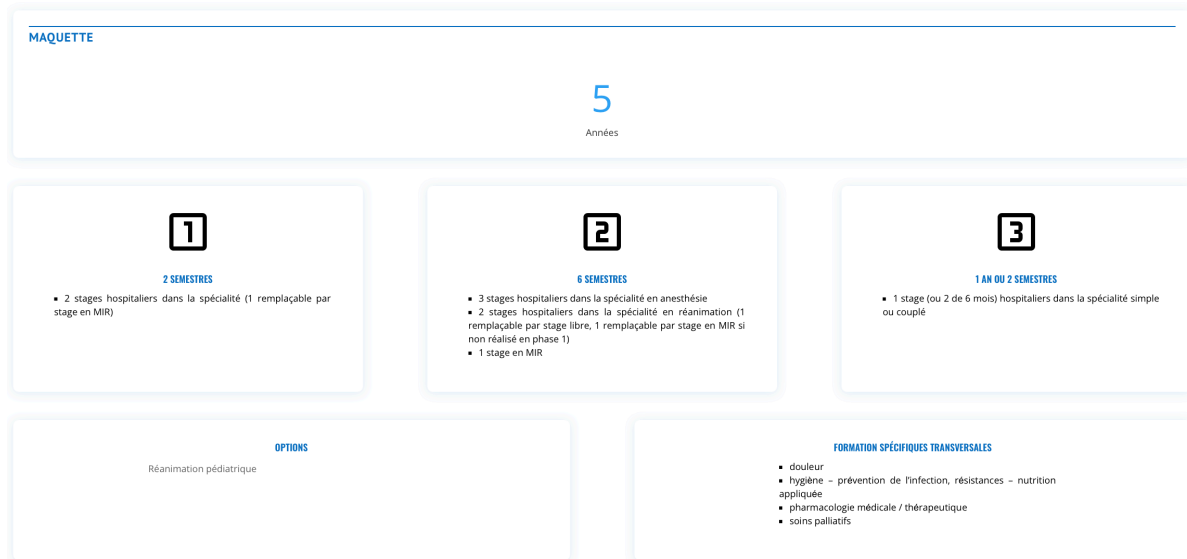 MAQUETTE
5
Années
1
2 SEMESTRES
▪ 2 stages hospitaliers dans la spécialité (1 remplaçable par
stage en MIR)
2
6 SEMESTRES
▪ 3 stages hospitaliers dans la spécialité en anesthésie
▪ 2 stages hospitaliers dans la spécialité en réanimation (1
remplaçable par stage libre, 1 remplaçable par stage en MIR si
non réalisé en phase 1)
▪ 1 stage en MIR
3
1 AN OU 2 SEMESTRES
▪ 1 stage (ou 2 de 6 mois) hospitaliers dans la spécialité simple
ou couplé
OPTIONS
Réanimation pédiatrique
FORMATION SPÉCIFIQUES TRANSVERSALES
▪ douleur
▪ hygiène – prévention de l’infection, résistances – nutrition
appliquée
▪ pharmacologie médicale / thérapeutique
▪ soins palliatifs